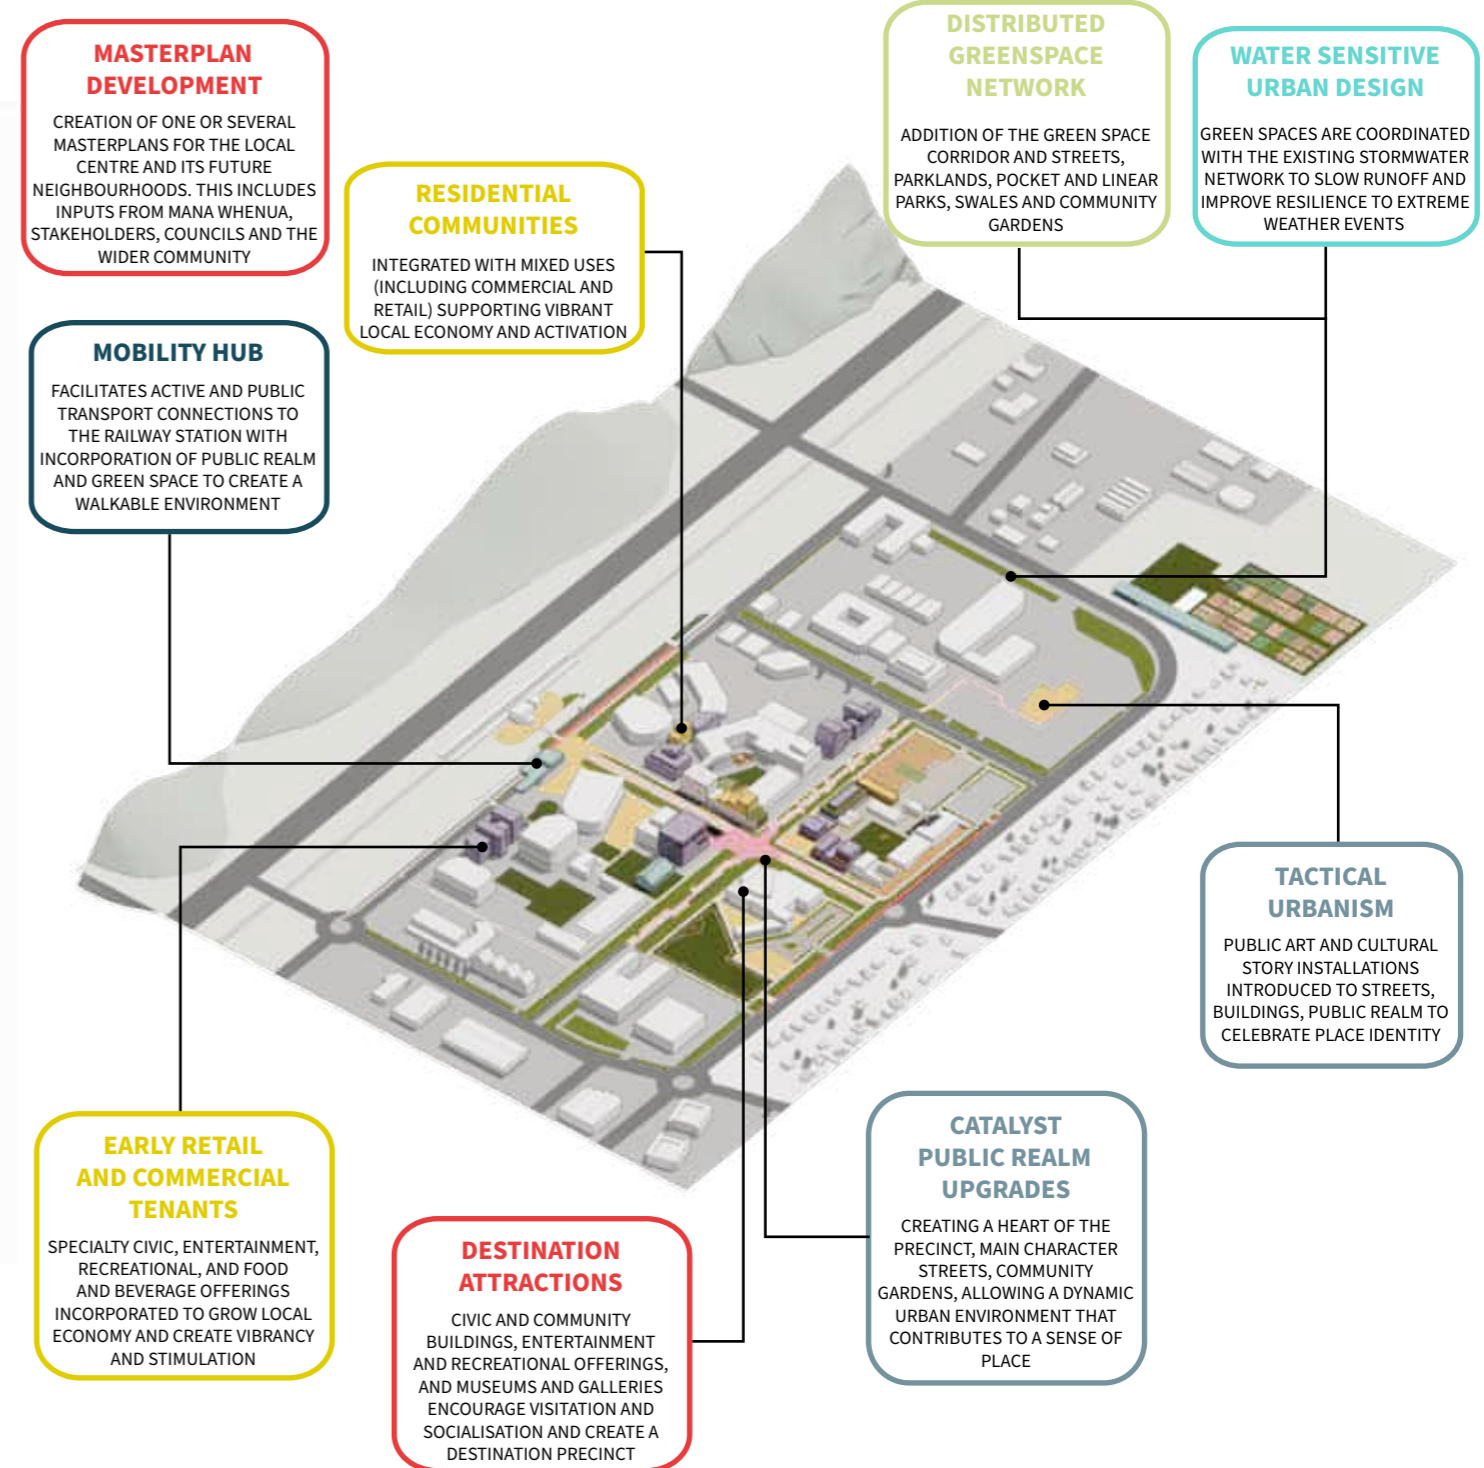 MASTERPLAN
DEVELOPMENT
CREATION OF ONE OR SEVERAL
MASTERPLANS FOR THE LOCAL
CENTRE AND ITS FUTURE
NEIGHBOURHOODS. THIS INCLUDES
INPUTS FROM MANA WHENUA,
STAKEHOLDERS, COUNCILS AND THE
WIDER COMMUNITY
RESIDENTIAL
COMMUNITIES
INTEGRATED WITH MIXED USES
(INCLUDING COMMERCIAL AND
RETAIL) SUPPORTING VIBRANT
LOCAL ECONOMY AND ACTIVATION
DISTRIBUTED
GREENSPACE
NETWORK
ADDITION OF THE GREEN SPACE
CORRIDOR AND STREETS,
PARKLANDS, POCKET AND LINEAR
PARKS, SWALES AND COMMUNITY
GARDENS
WATER SENSITIVE
URBAN DESIGN
GREEN SPACES ARE COORDINATED
WITH THE EXISTING STORMWATER
NETWORK TO SLOW RUNOFF AND
IMPROVE RESILIENCE TO EXTREME
WEATHER EVENTS
MOBILITY HUB
FACILITATES ACTIVE AND PUBLIC
TRANSPORT CONNECTIONS TO
THE RAILWAY STATION WITH
INCORPORATION OF PUBLIC REALM
AND GREEN SPACE TO CREATE A
WALKABLE ENVIRONMENT
TACTICAL
URBANISM
PUBLIC ART AND CULTURAL
STORY INSTALLATIONS
INTRODUCED TO STREETS,
BUILDINGS, PUBLIC REALM TO
CELEBRATE PLACE IDENTITY
EARLY RETAIL
AND COMMERCIAL
TENANTS
SPECIALTY CIVIC, ENTERTAINMENT,
RECREATIONAL, AND FOOD
AND BEVERAGE OFFERINGS
INCORPORATED TO GROW LOCAL
ECONOMY AND CREATE VIBRANCY
AND STIMULATION
DESTINATION
ATTRACTIONS
CIVIC AND COMMUNITY
BUILDINGS, ENTERTAINMENT
AND RECREATIONAL OFFERINGS,
AND MUSEUMS AND GALLERIES
ENCOURAGE VISITATION AND
SOCIALISATION AND CREATE A
DESTINATION PRECINCT
CATALYST
PUBLIC REALM
UPGRADES
CREATING A HEART OF THE
PRECINCT, MAIN CHARACTER
STREETS, COMMUNITY
GARDENS, ALLOWING A DYNAMIC
URBAN ENVIRONMENT THAT
CONTRIBUTES TO A SENSE OF
PLACE